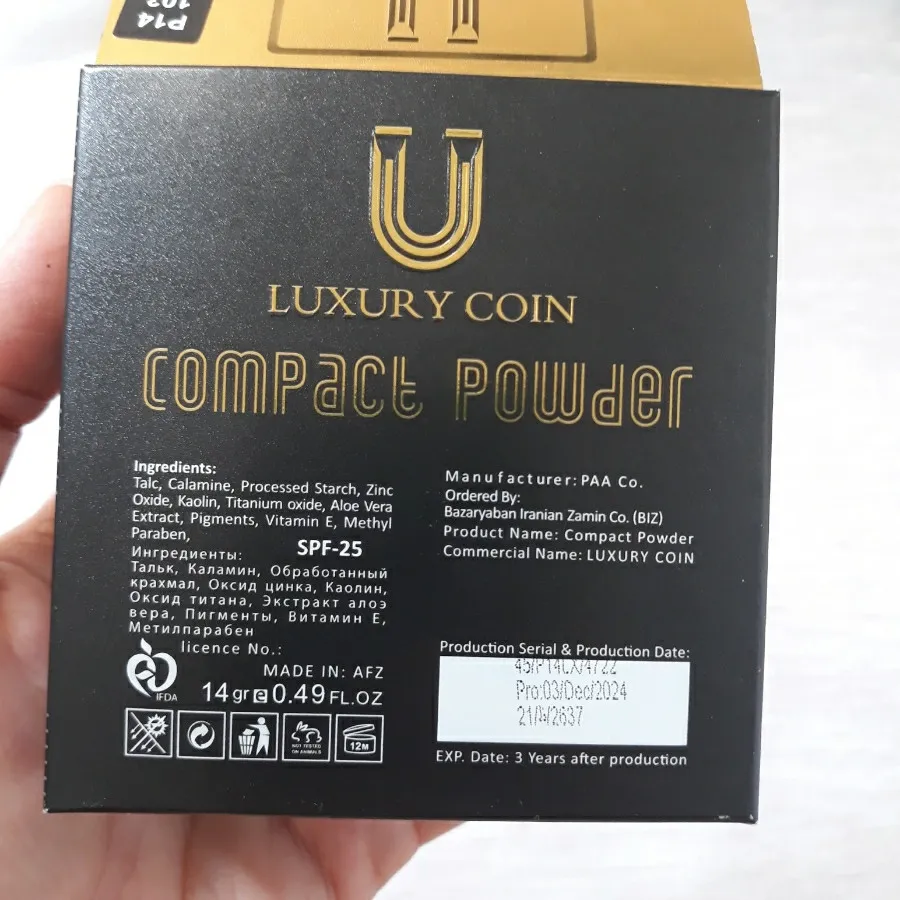 P14
102
LUXURY COIN
COMPACT POWDER
Ingredients:
Talc, Calamine, Processed Starch, Zinc
Oxide, Kaolin, Titanium oxide, Aloe Vera
Extract, Pigments, Vitamin E, Methyl
Paraben,
SPF-25
Ингредиенты:
Тальк, Каламин, Обработанный
крахмал, Оксид цинка, Каолин,
Оксид титана, Экстракт алоэ
вера, Пигменты, Витамин Е,
Метилпарабен
licence No.:
IFDA
MADE IN: AFZ
14gr e 0.49 FL.OZ
NOT TESTED
ON ANIMALS
12M
Manufacturer: PAA Co.
Ordered By:
Bazaryaban Iranian Zamin Co. (BIZ)
Product Name: Compact Powder
Commercial Name: LUXURY COIN
Production Serial & Production Date:
Pro:03/Dec/2024
EXP. Date: 3 Years after production